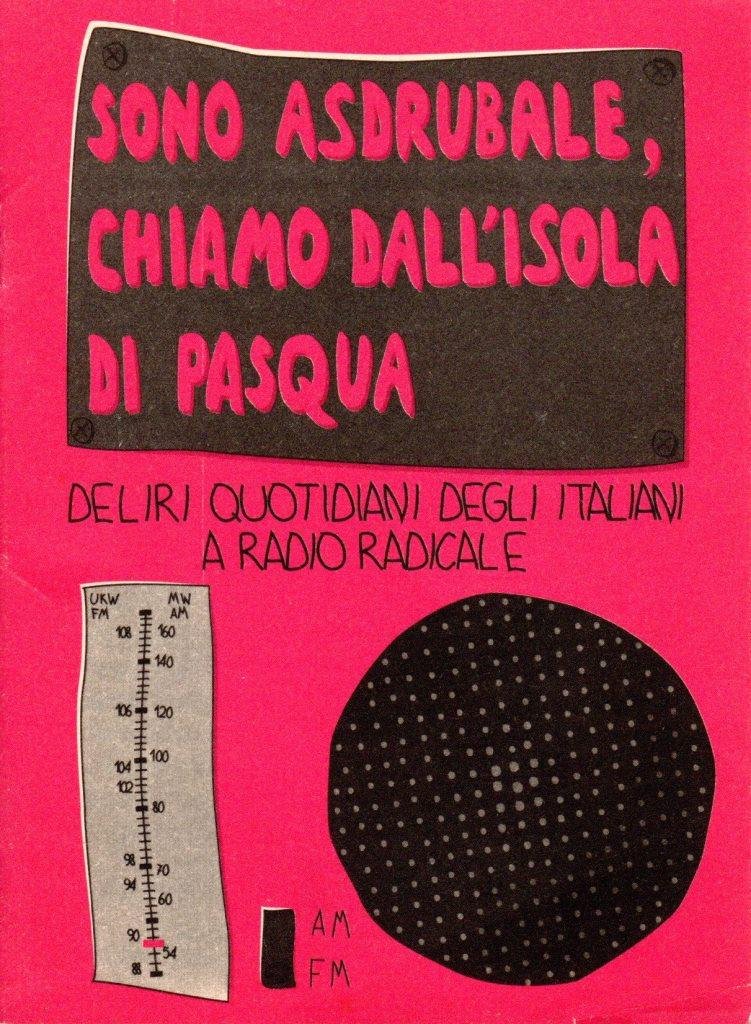 SONO ASDRUBALE,
CHIAMO DALL'ISOLA
DI PASQUA
DELIRI QUOTIDIANI DEGLI ITALIANI
A RADIO RADICALE
UKW MW
FM AM
108 160
140
106 120
104 100
102
80
98 70
94
60
90
54
88
AM
FM